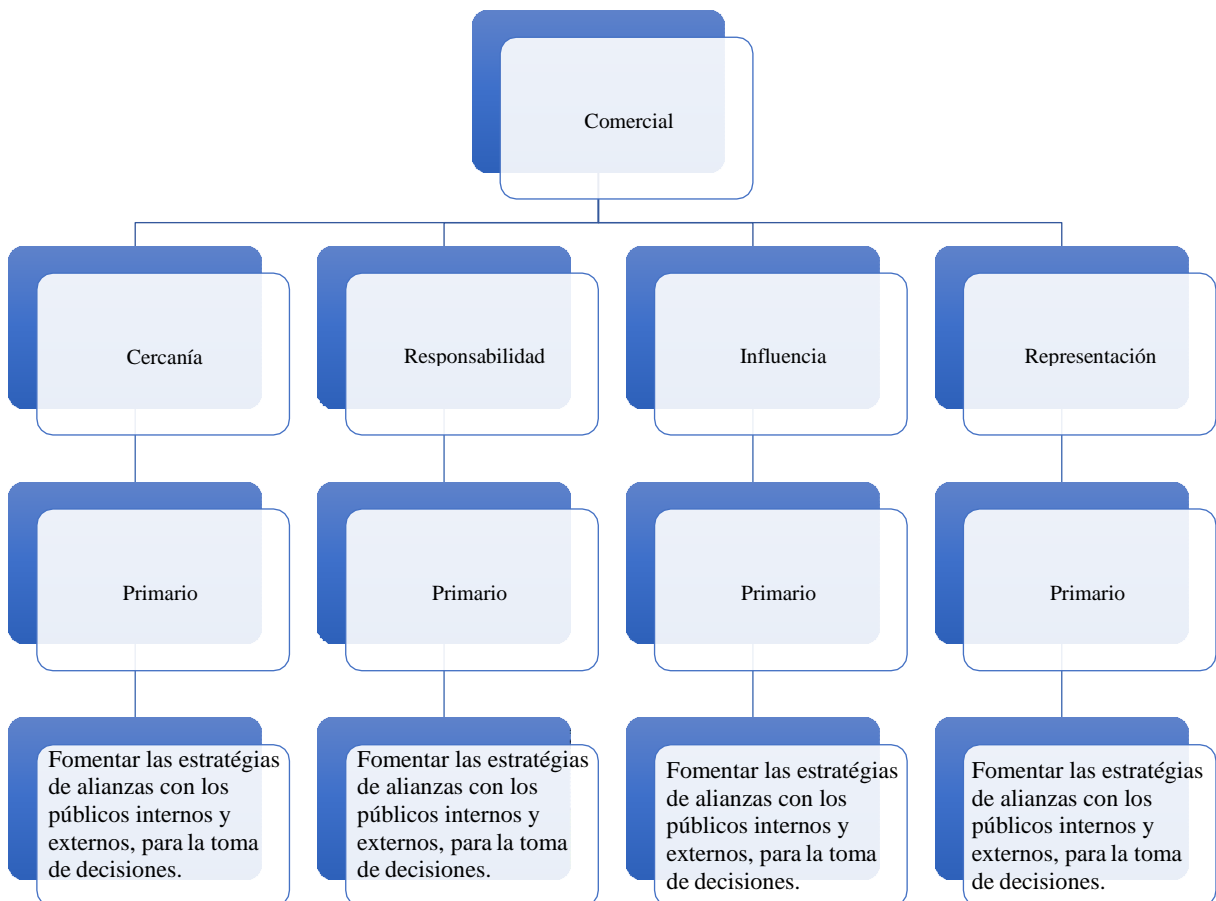 Comercial
Cercanía
Responsabilidad
Influencia
Representación
Primario
Primario
Primario
Primario
Fomentar las estratégias
de alianzas con los
públicos internos y
externos, para la toma
de decisiones.
Fomentar las estratégias
de alianzas con los
públicos internos y
externos, para la toma
de decisiones.
Fomentar las estratégias
de alianzas con los
públicos internos y
externos, para la toma
de decisiones.
Fomentar las estratégias
de alianzas con los
públicos internos y
externos, para la toma
de decisiones.